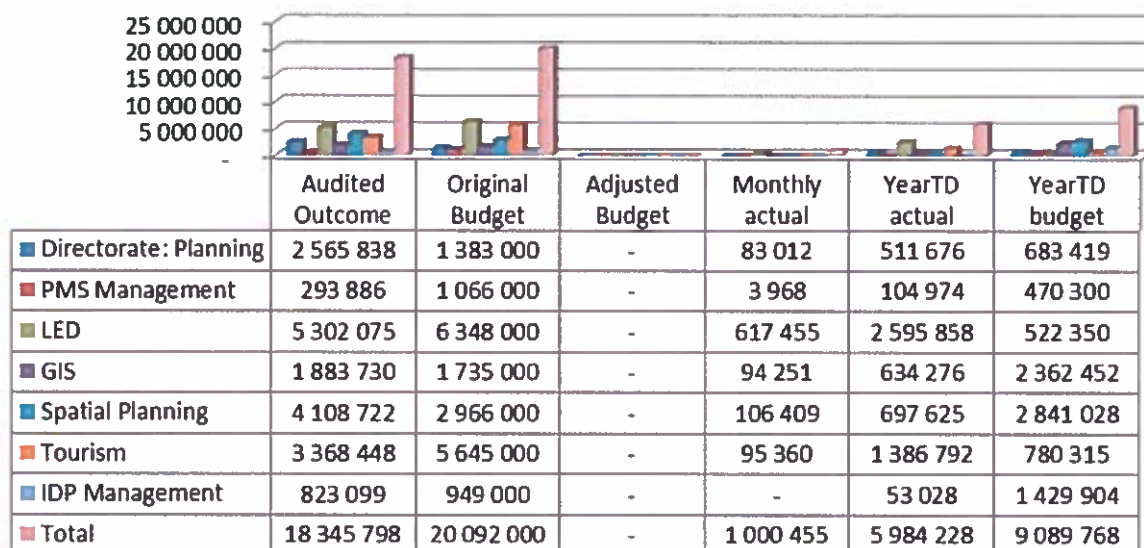 25 000 000
20 000 000
15 000 000
10 000 000
5 000 000
-
Audited Outcome Original Budget Adjusted Budget Monthly actual YearTD actual YearTD budget
Directorate: Planning 2 565 838 1 383 000 - 83 012 511 676 683 419
PMS Management 293 886 1 066 000 - 3 968 104 974 470 300
LED 5 302 075 6 348 000 - 617 455 2 595 858 522 350
GIS 1 883 730 1 735 000 - 94 251 634 276 2 362 452
Spatial Planning 4 108 722 2 966 000 - 106 409 697 625 2 841 028
Tourism 3 368 448 5 645 000 - 95 360 1 386 792 780 315
IDP Management 823 099 949 000 - - 53 028 1 429 904
Total 18 345 798 20 092 000 - 1 000 455 5 984 228 9 089 768